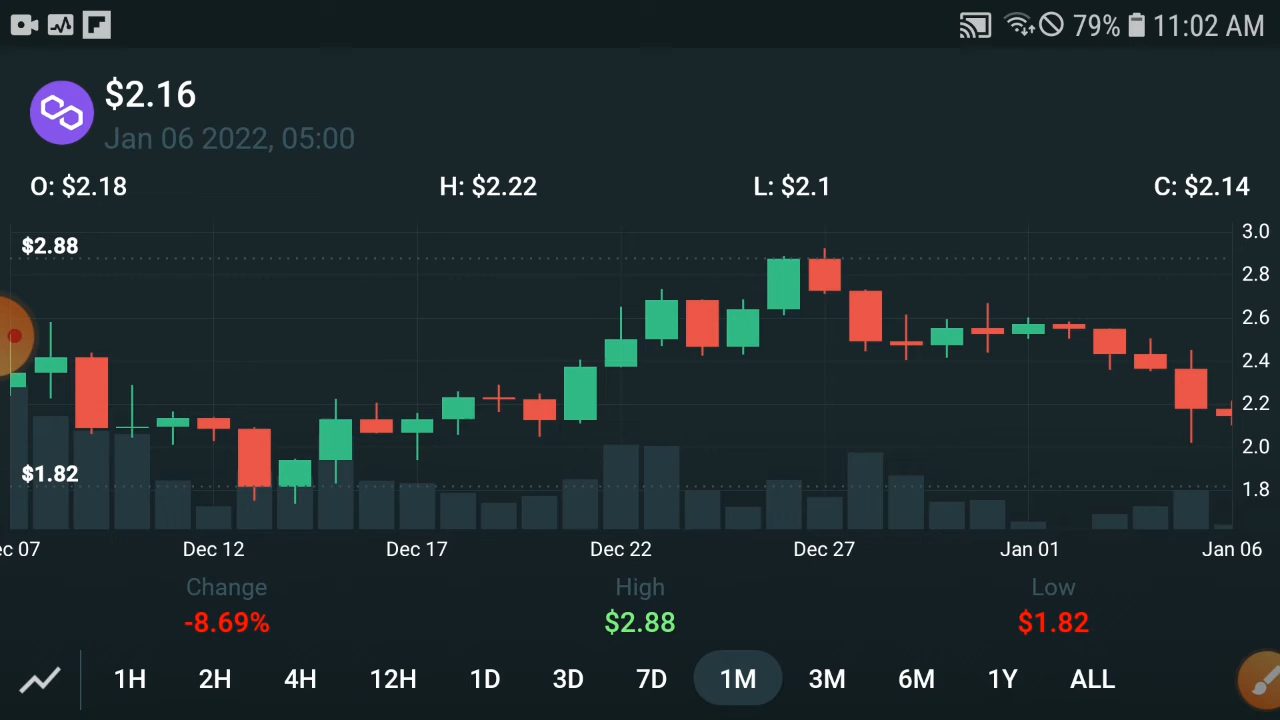 79% 11:02 AM
$2.16
Jan 06 2022, 05:00
O: $2.18 H: $2.22 L: $2.1 C: $2.14
$2.88
3.0
2.8
2.6
2.4
2.2
2.0
$1.82
1.8
ec 07 Dec 12 Dec 17 Dec 22 Dec 27 Jan 01 Jan 06
Change High Low
-8.69% $2.88 $1.82
1H 2H 4H 12H 1D 3D 7D 1M 3M 6M 1Y ALL